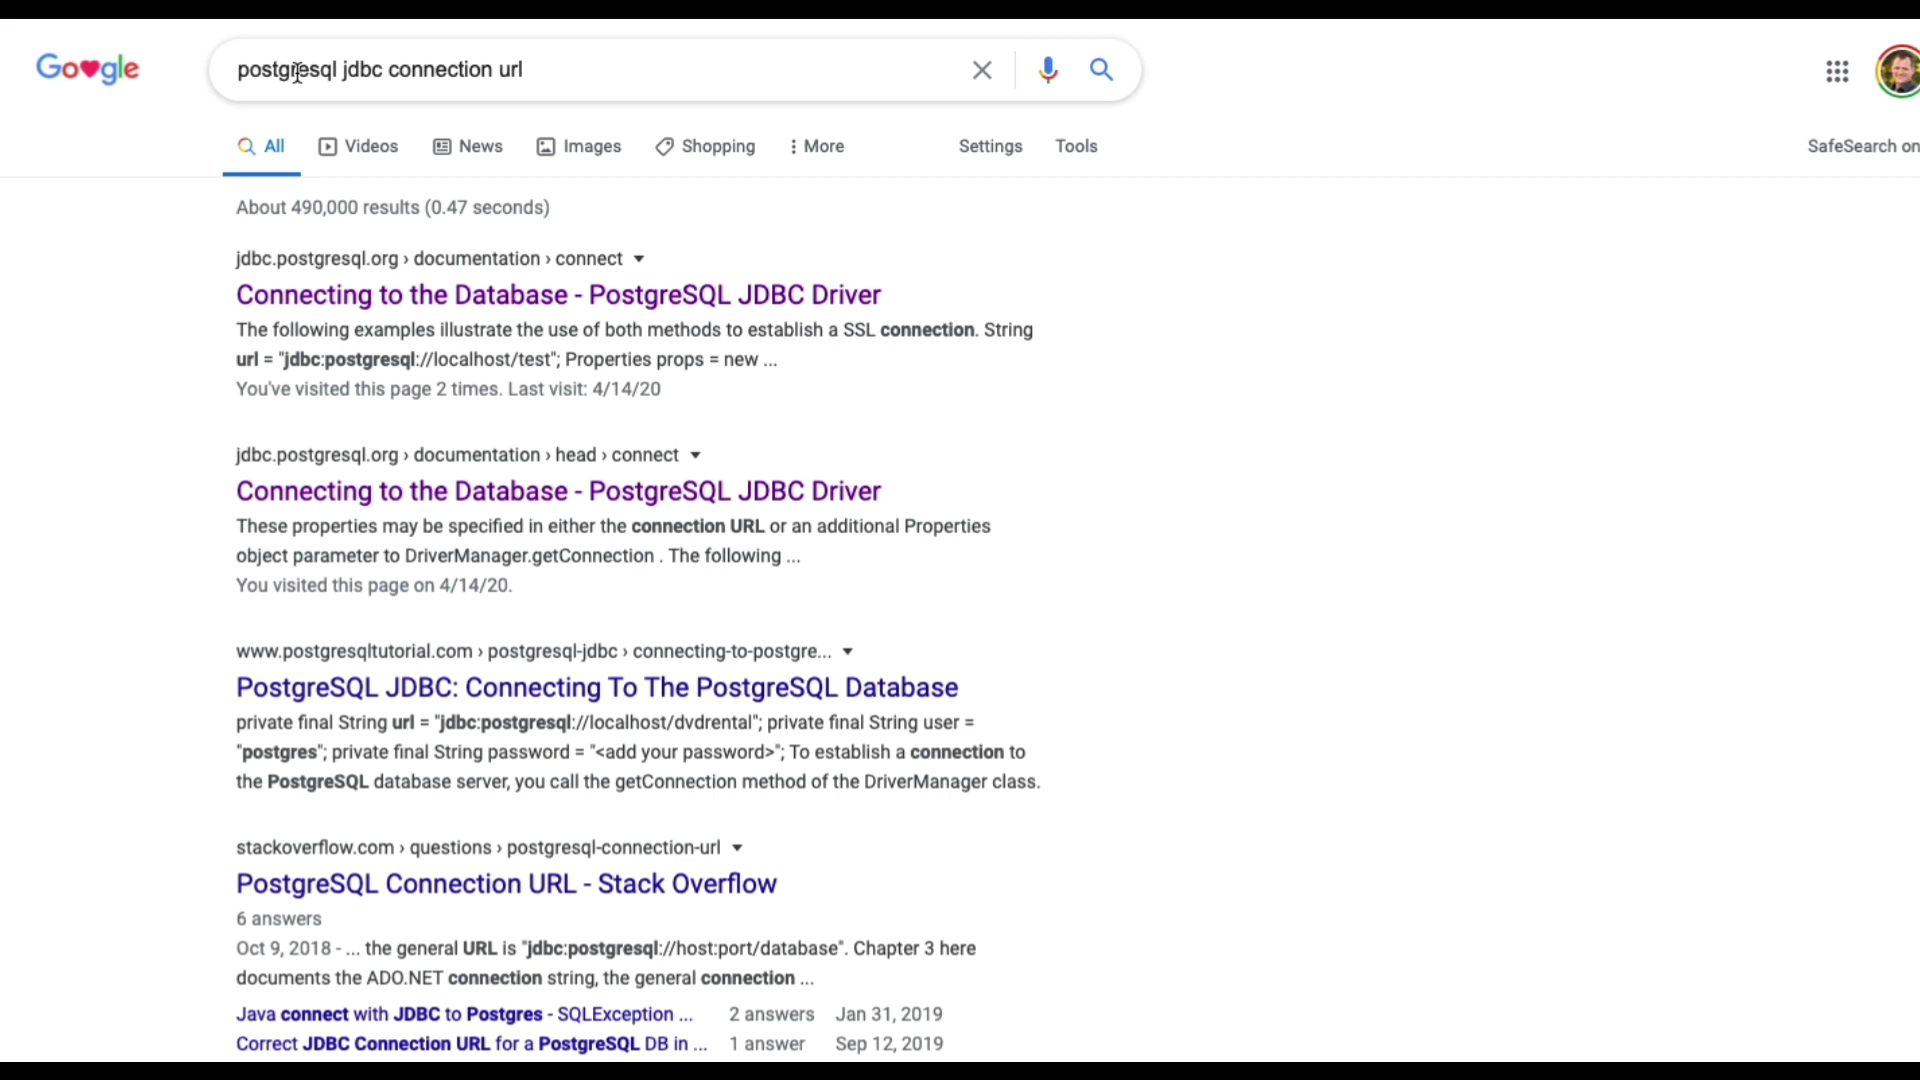 Google
postgresql jdbc connection url
All Videos News Images Shopping More Settings Tools SafeSearch on
About 490,000 results (0.47 seconds)
jdbc.postgresql.org › documentation › connect
Connecting to the Database - PostgreSQL JDBC Driver
The following examples illustrate the use of both methods to establish a SSL connection. String
url = "jdbc:postgresql://localhost/test"; Properties props = new ...
You've visited this page 2 times. Last visit: 4/14/20
jdbc.postgresql.org › documentation › head › connect
Connecting to the Database - PostgreSQL JDBC Driver
These properties may be specified in either the connection URL or an additional Properties
object parameter to DriverManager.getConnection . The following ...
You visited this page on 4/14/20.
www.postgresqltutorial.com › postgresql-jdbc › connecting-to-postgre...
PostgreSQL JDBC: Connecting To The PostgreSQL Database
private final String url = "jdbc:postgresql://localhost/dvdrental"; private final String user =
"postgres"; private final String password = "<add your password>"; To establish a connection to
the PostgreSQL database server, you call the getConnection method of the DriverManager class.
stackoverflow.com › questions › postgresql-connection-url
PostgreSQL Connection URL - Stack Overflow
6 answers
Oct 9, 2018 - ... the general URL is "jdbc:postgresql://host:port/database". Chapter 3 here
documents the ADO.NET connection string, the general connection ...
Java connect with JDBC to Postgres - SQLException ... 2 answers Jan 31, 2019
Correct JDBC Connection URL for a PostgreSQL DB in ... 1 answer Sep 12, 2019